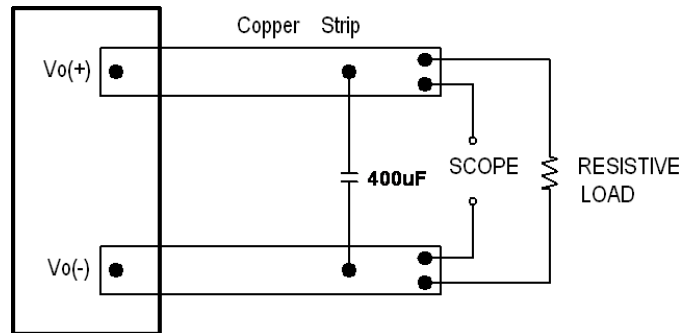 Copper Strip
Vo(+)
400uF
SCOPE
RESISTIVE
LOAD
Vo(-)